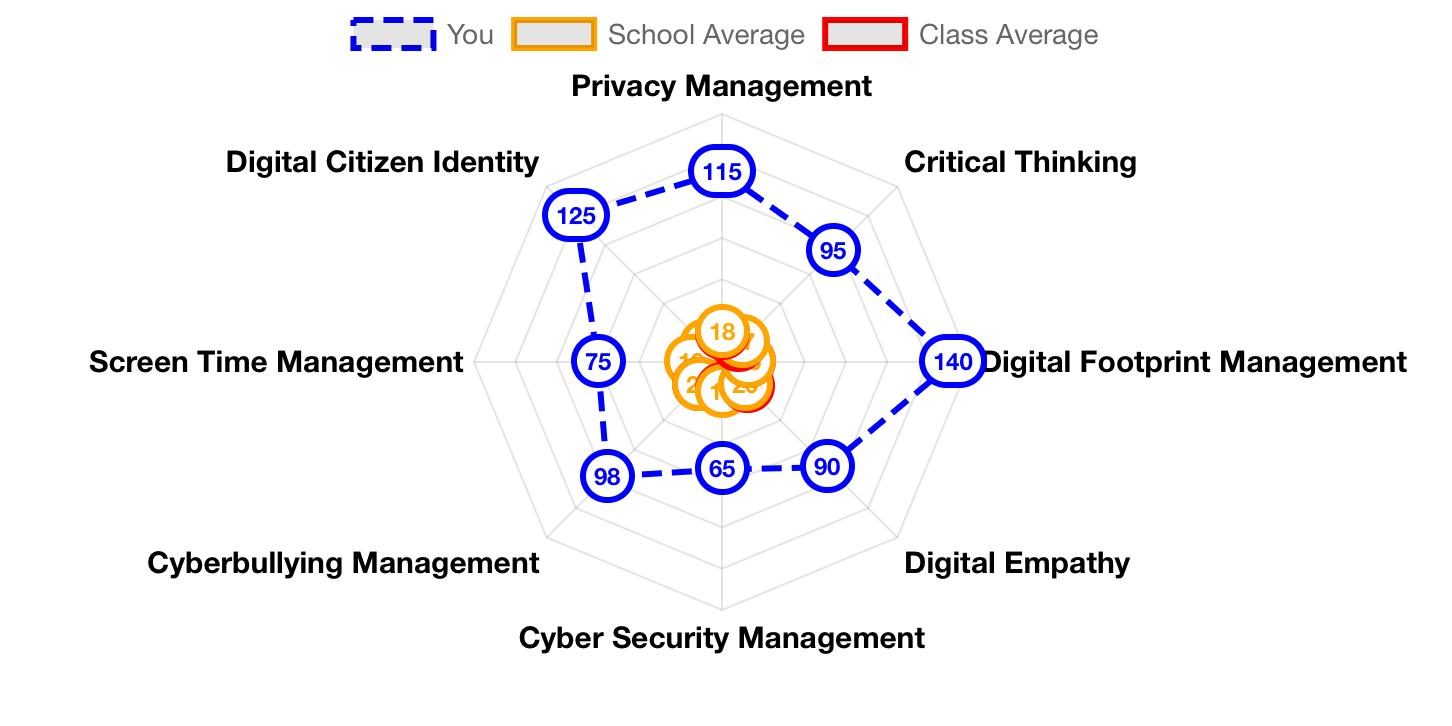 You School Average Class Average
Privacy Management
Digital Citizen Identity
Critical Thinking
115
125
95
18
Screen Time Management
75
140
Digital Footprint Management
98
65
90
Cyberbullying Management
Digital Empathy
Cyber Security Management